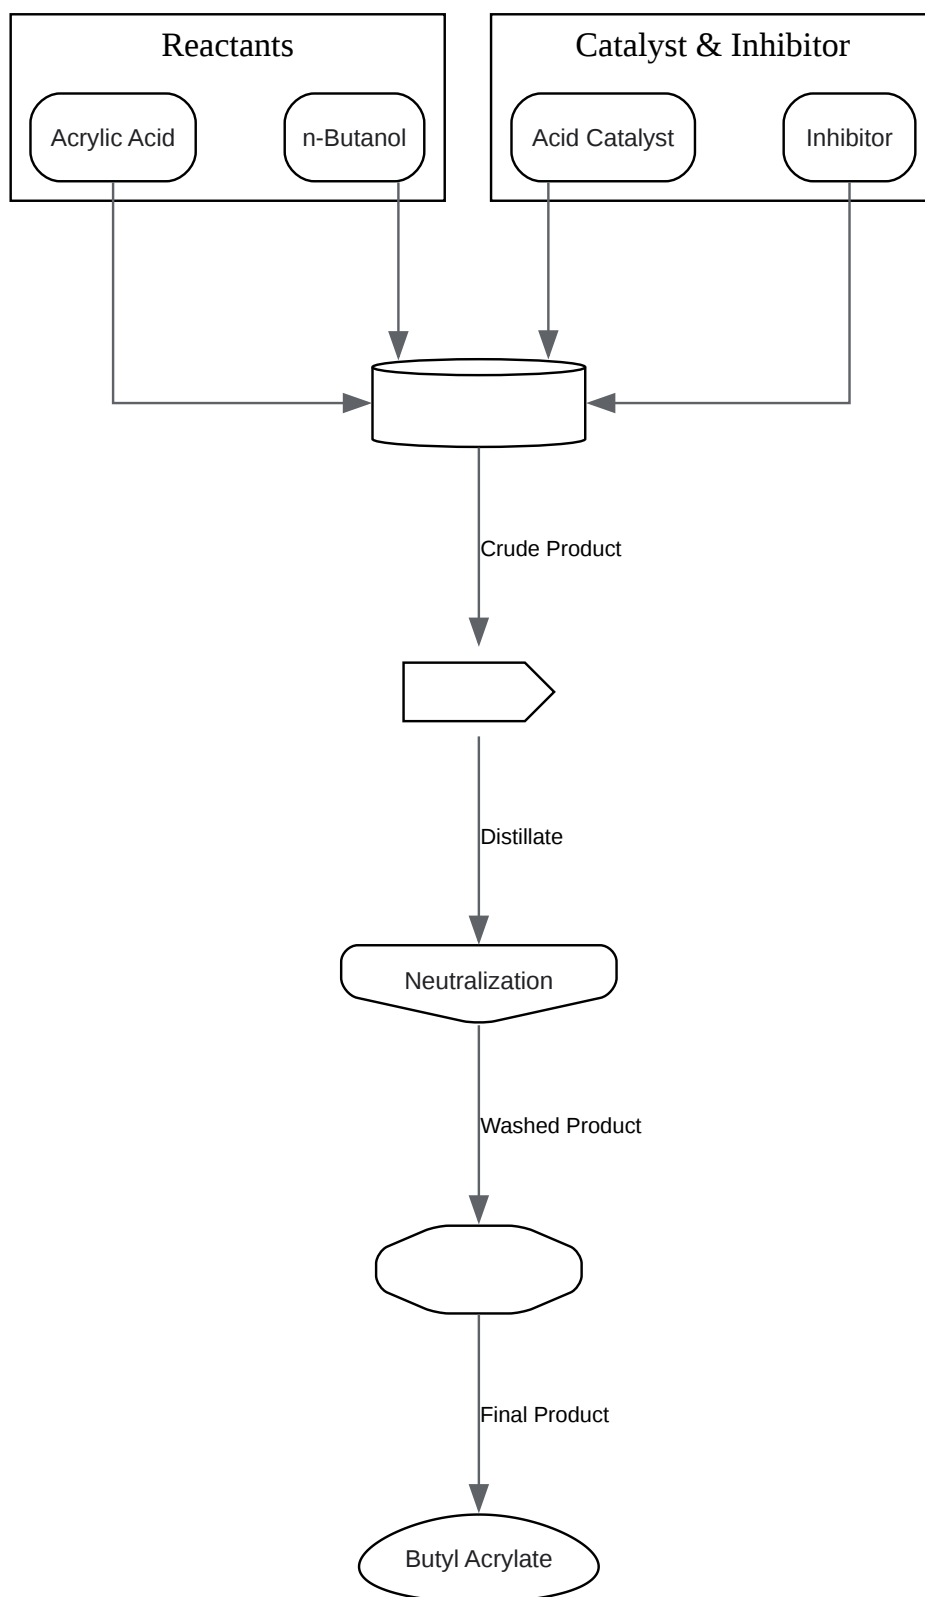 Reactants
Catalyst & Inhibitor
Acrylic Acid
n-Butanol
Acid Catalyst
Inhibitor
Crude Product
Distillate
Neutralization
Washed Product
Final Product
Butyl Acrylate